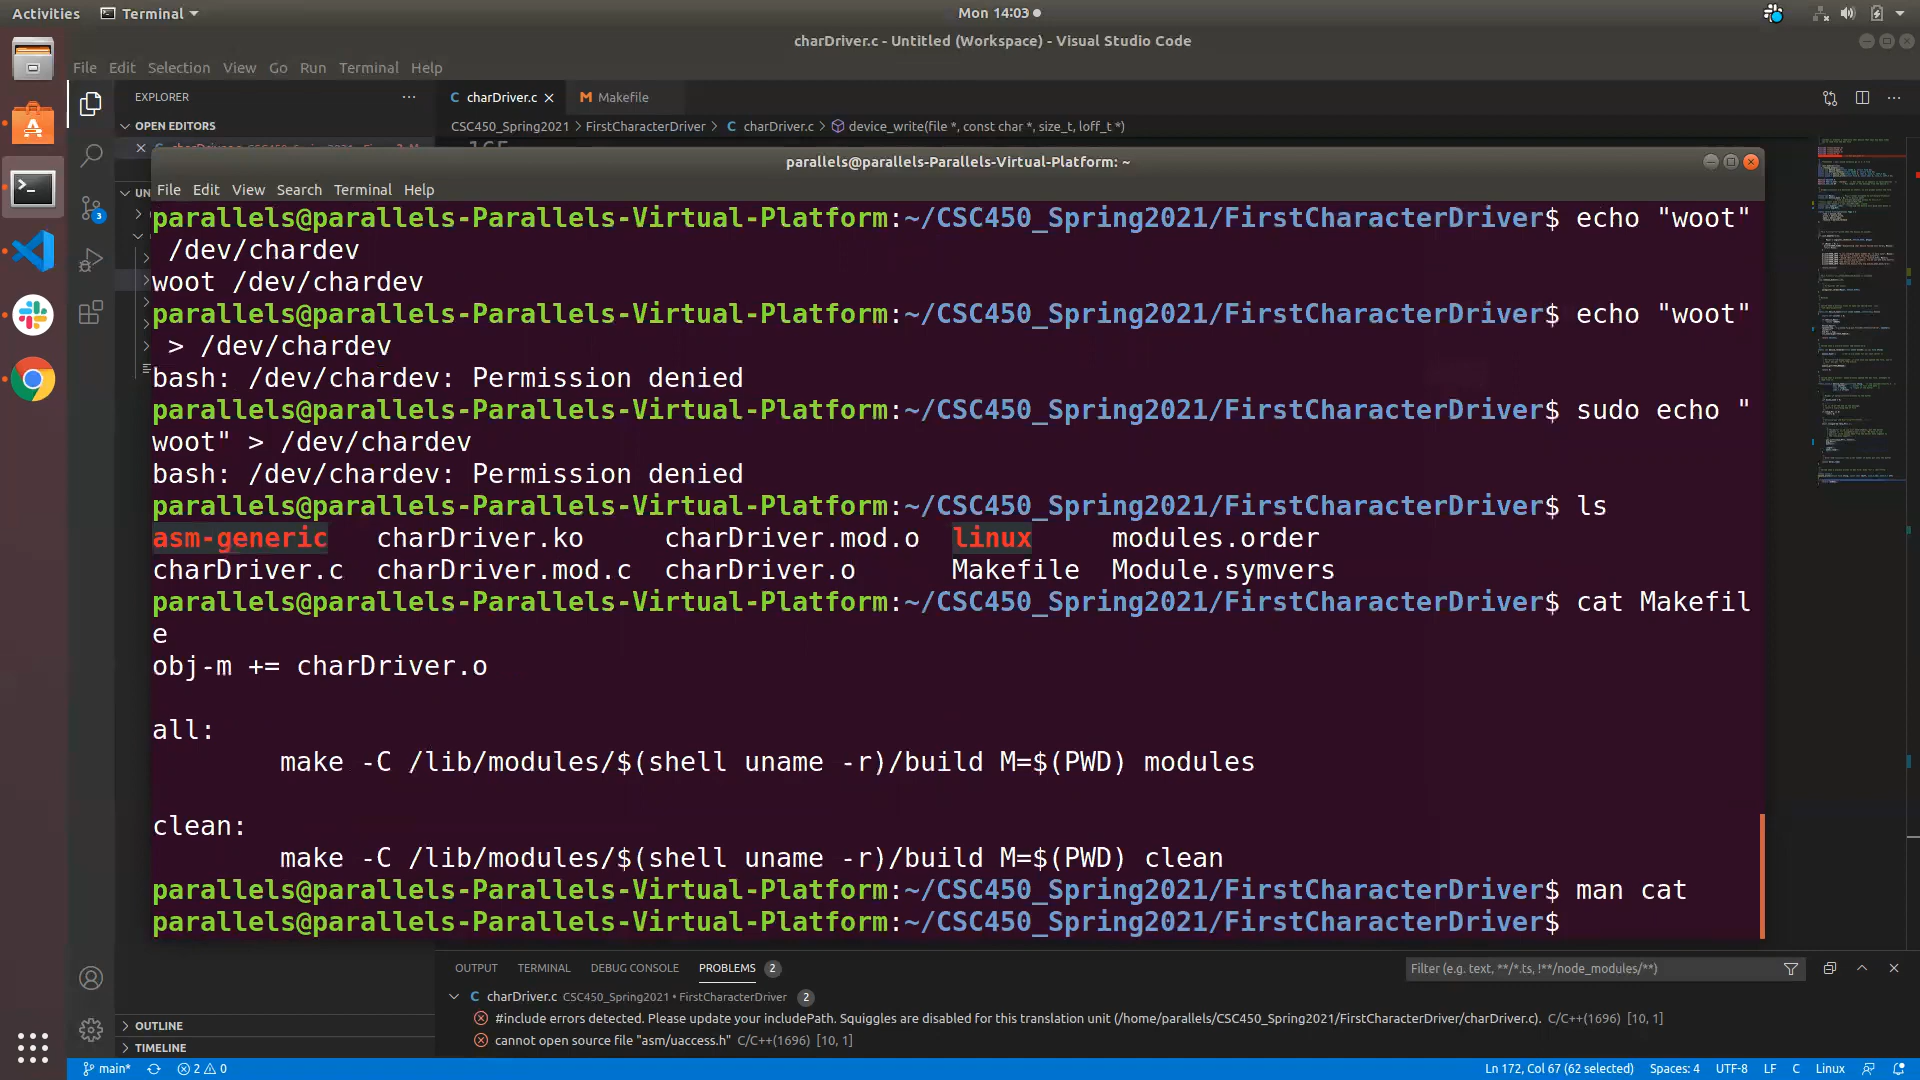 Activities Terminal Mon 14:03
charDriver.c - Untitled (Workspace) - Visual Studio Code
File Edit Selection View Go Run Terminal Help
EXPLORER
charDriver.c Makefile
OPEN EDITORS
CSC450_Spring2021 > FirstCharacterDriver > C charDriver.c > device_write(file *, const char *, size_t, loff_t *)
parallels@parallels-Parallels-Virtual-Platform: ~
File Edit View Search Terminal Help
parallels@parallels-Parallels-Virtual-Platform:~/CSC450_Spring2021/FirstCharacterDriver$ echo "woot"
/dev/chardev
woot /dev/chardev
parallels@parallels-Parallels-Virtual-Platform:~/CSC450_Spring2021/FirstCharacterDriver$ echo "woot"
> /dev/chardev
bash: /dev/chardev: Permission denied
parallels@parallels-Parallels-Virtual-Platform:~/CSC450_Spring2021/FirstCharacterDriver$ sudo echo "
woot" > /dev/chardev
bash: /dev/chardev: Permission denied
parallels@parallels-Parallels-Virtual-Platform:~/CSC450_Spring2021/FirstCharacterDriver$ ls
asm-generic charDriver.ko charDriver.mod.o linux modules.order
charDriver.c charDriver.mod.c charDriver.o Makefile Module.symvers
parallels@parallels-Parallels-Virtual-Platform:~/CSC450_Spring2021/FirstCharacterDriver$ cat Makefil
e
obj-m += charDriver.o
all:
make -C /lib/modules/$(shell uname -r)/build M=$(PWD) modules
clean:
make -C /lib/modules/$(shell uname -r)/build M=$(PWD) clean
parallels@parallels-Parallels-Virtual-Platform:~/CSC450_Spring2021/FirstCharacterDriver$ man cat
parallels@parallels-Parallels-Virtual-Platform:~/CSC450_Spring2021/FirstCharacterDriver$
OUTPUT TERMINAL DEBUG CONSOLE PROBLEMS 2
Filter (e.g. text, **/*.ts, !**/node_modules/**)
C charDriver.c CSC450_Spring2021 • FirstCharacterDriver 2
#include errors detected. Please update your includePath. Squiggles are disabled for this translation unit (/home/parallels/CSC450_Spring2021/FirstCharacterDriver/charDriver.c). C/C++(1696) [10, 1]
cannot open source file "asm/uaccess.h" C/C++(1696) [10, 1]
OUTLINE
TIMELINE
main* 2 0 Ln 172, Col 67 (62 selected) Spaces: 4 UTF-8 LF C Linux